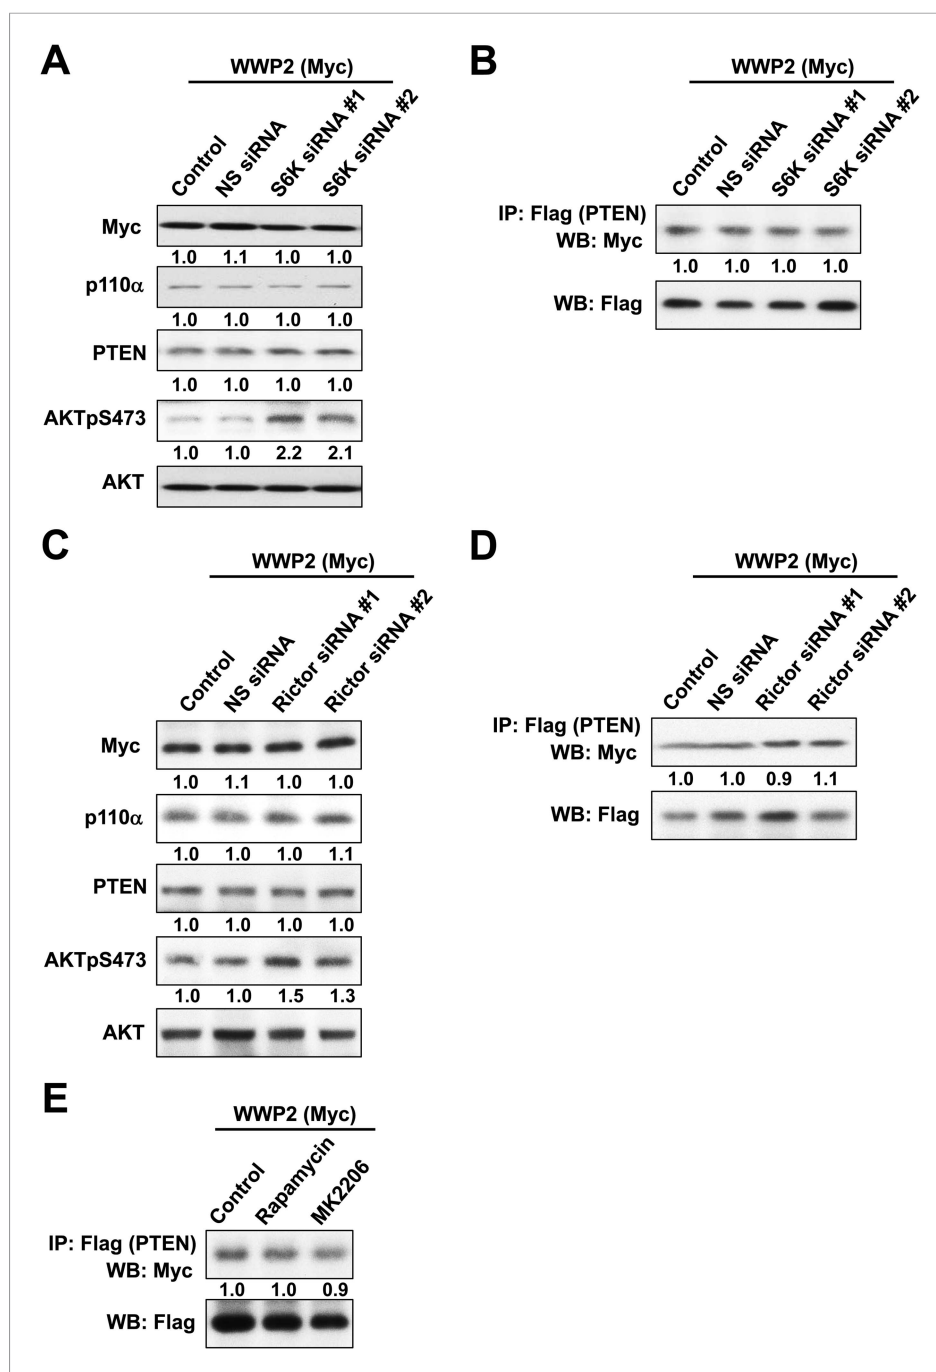 A
WWP2 (Myc)
Control
NS siRNA
S6K siRNA #1
S6K siRNA #2
Myc
1.0 1.1 1.0 1.0
p110α
1.0 1.0 1.0 1.0
PTEN
1.0 1.0 1.0 1.0
AKTpS473
1.0 1.0 2.2 2.1
AKT
B
WWP2 (Myc)
Control
NS siRNA
S6K siRNA #1
S6K siRNA #2
IP: Flag (PTEN)
WB: Myc
1.0 1.0 1.0 1.0
WB: Flag
C
WWP2 (Myc)
Control
NS siRNA
Rictor siRNA #1
Rictor siRNA #2
Myc
1.0 1.1 1.0 1.0
p110α
1.0 1.0 1.0 1.1
PTEN
1.0 1.0 1.0 1.0
AKTpS473
1.0 1.0 1.5 1.3
AKT
D
WWP2 (Myc)
Control
NS siRNA
Rictor siRNA #1
Rictor siRNA #2
IP: Flag (PTEN)
WB: Myc
1.0 1.0 0.9 1.1
WB: Flag
E
WWP2 (Myc)
Control
Rapamycin
MK2206
IP: Flag (PTEN)
WB: Myc
1.0 1.0 0.9
WB: Flag